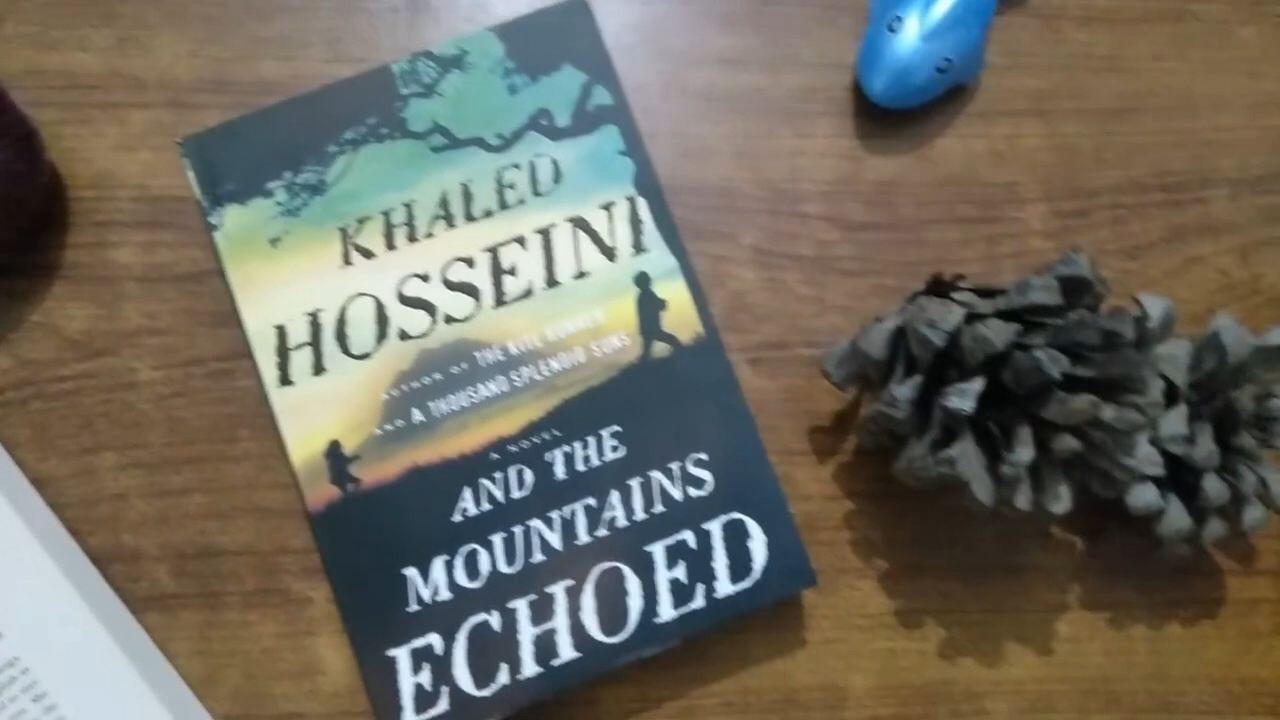 KHALED
HOSSEINI
AUTHOR OF THE KITE RUNNER
AND A THOUSAND SPLENDID SUNS
A NOVEL
AND THE
MOUNTAINS
ECHOED